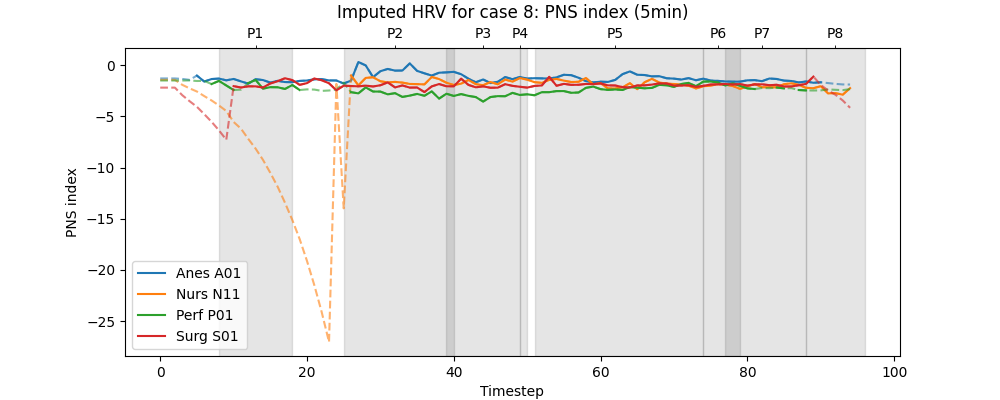 Imputed HRV for case 8: PNS index (5min)
P1 P2 P3 P4 P5 P6 P7 P8
0
−5
−10
−15
−20
−25
PNS index
Anes A01
Nurs N11
Perf P01
Surg S01
0 20 40 60 80 100
Timestep